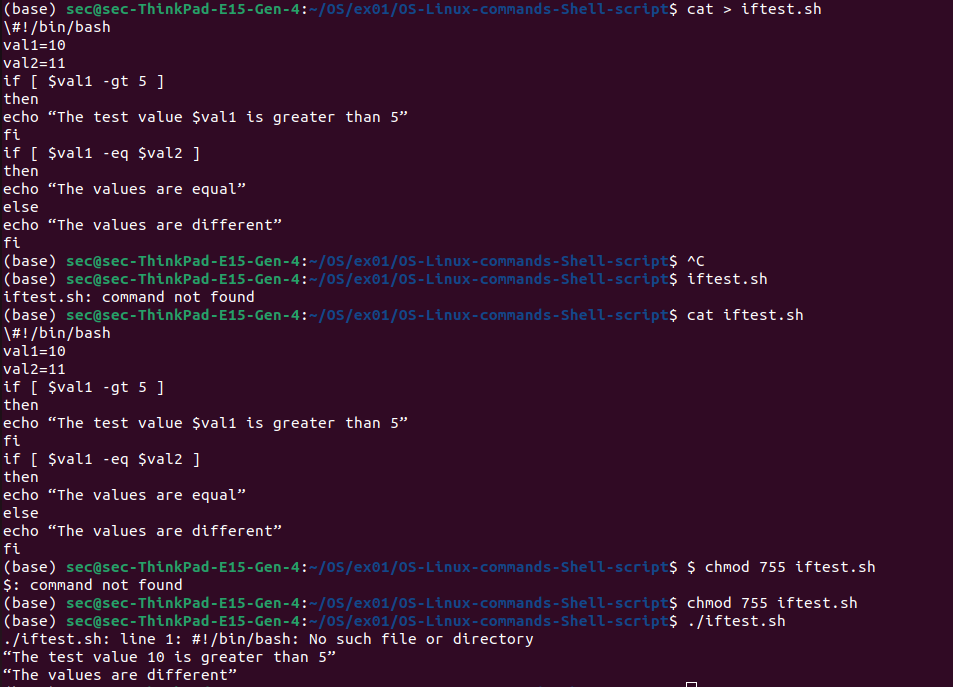 (base) sec@sec-ThinkPad-E15-Gen-4:~/OS/ex01/OS-Linux-commands-Shell-script$ cat > iftest.sh
\#!/bin/bash
val1=10
val2=11
if [ $val1 -gt 5 ]
then
echo “The test value $val1 is greater than 5”
fi
if [ $val1 -eq $val2 ]
then
echo “The values are equal”
else
echo “The values are different”
fi
(base) sec@sec-ThinkPad-E15-Gen-4:~/OS/ex01/OS-Linux-commands-Shell-script$ ^C
(base) sec@sec-ThinkPad-E15-Gen-4:~/OS/ex01/OS-Linux-commands-Shell-script$ iftest.sh
iftest.sh: command not found
(base) sec@sec-ThinkPad-E15-Gen-4:~/OS/ex01/OS-Linux-commands-Shell-script$ cat iftest.sh
\#!/bin/bash
val1=10
val2=11
if [ $val1 -gt 5 ]
then
echo “The test value $val1 is greater than 5”
fi
if [ $val1 -eq $val2 ]
then
echo “The values are equal”
else
echo “The values are different”
fi
(base) sec@sec-ThinkPad-E15-Gen-4:~/OS/ex01/OS-Linux-commands-Shell-script$ $ chmod 755 iftest.sh
$: command not found
(base) sec@sec-ThinkPad-E15-Gen-4:~/OS/ex01/OS-Linux-commands-Shell-script$ chmod 755 iftest.sh
(base) sec@sec-ThinkPad-E15-Gen-4:~/OS/ex01/OS-Linux-commands-Shell-script$ ./iftest.sh
./iftest.sh: line 1: #!/bin/bash: No such file or directory
“The test value 10 is greater than 5”
“The values are different”